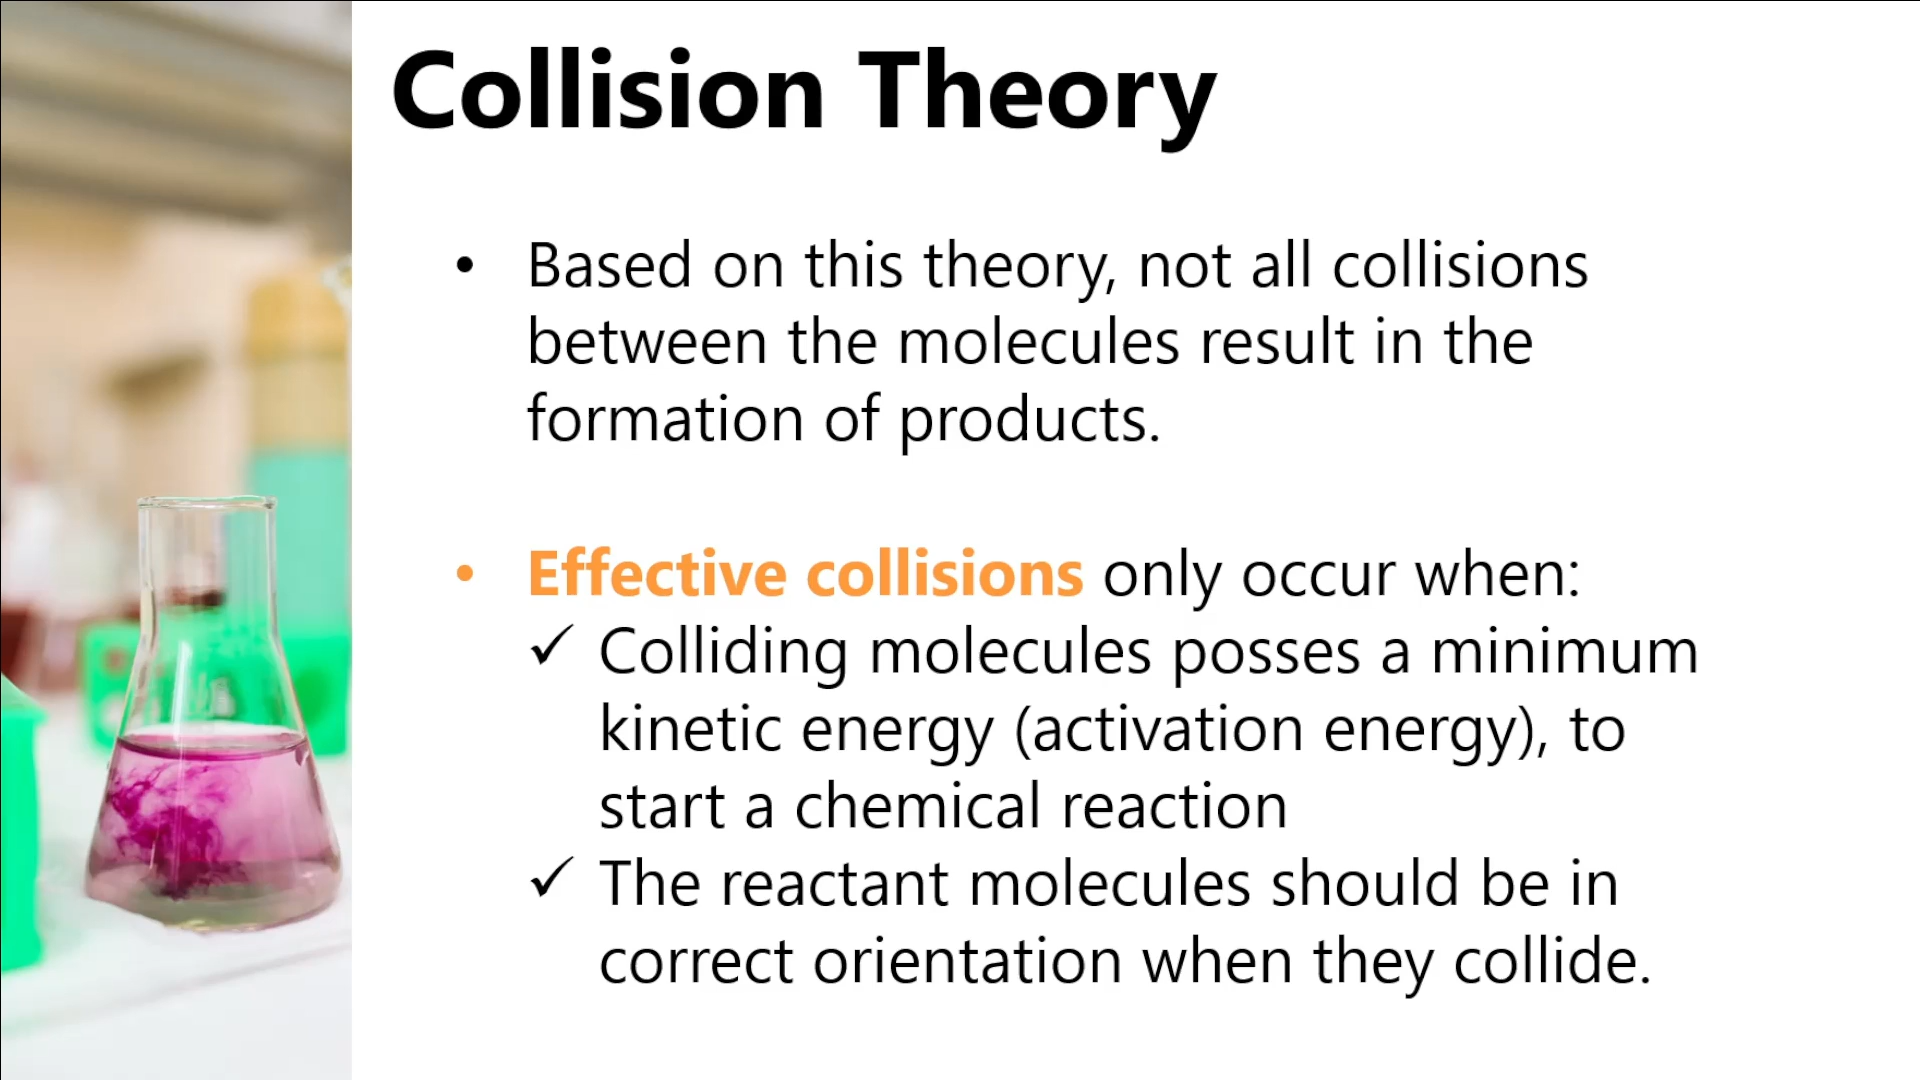 Collision Theory
• Based on this theory, not all collisions
between the molecules result in the
formation of products.
• Effective collisions only occur when:
✓ Colliding molecules posses a minimum
kinetic energy (activation energy), to
start a chemical reaction
✓ The reactant molecules should be in
correct orientation when they collide.